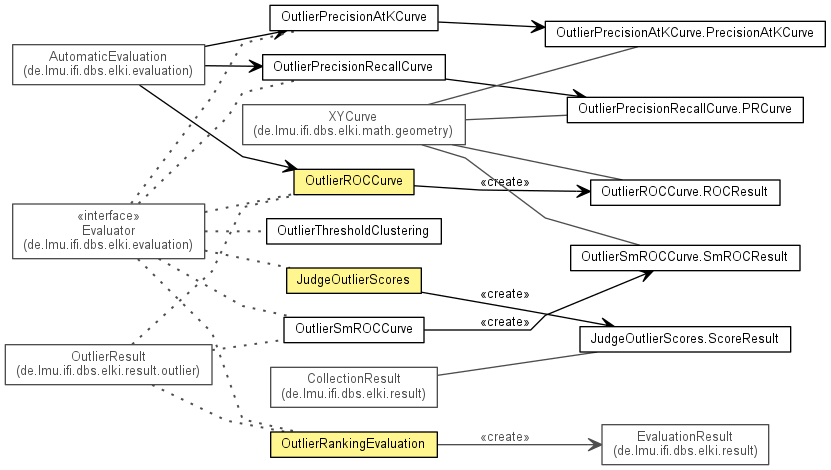 OutlierPrecisionAtKCurve
OutlierPrecisionAtKCurve.PrecisionAtKCurve
AutomaticEvaluation
(de.lmu.ifi.dbs.elki.evaluation)
OutlierPrecisionRecallCurve
OutlierPrecisionRecallCurve.PRCurve
XYCurve
(de.lmu.ifi.dbs.elki.math.geometry)
OutlierROCCurve
«create»
OutlierROCCurve.ROCResult
«interface»
Evaluator
(de.lmu.ifi.dbs.elki.evaluation)
OutlierThresholdClustering
OutlierSmROCCurve.SmROCResult
JudgeOutlierScores
«create»
OutlierSmROCCurve
«create»
JudgeOutlierScores.ScoreResult
OutlierResult
(de.lmu.ifi.dbs.elki.result.outlier)
CollectionResult
(de.lmu.ifi.dbs.elki.result)
OutlierRankingEvaluation
«create»
EvaluationResult
(de.lmu.ifi.dbs.elki.result)